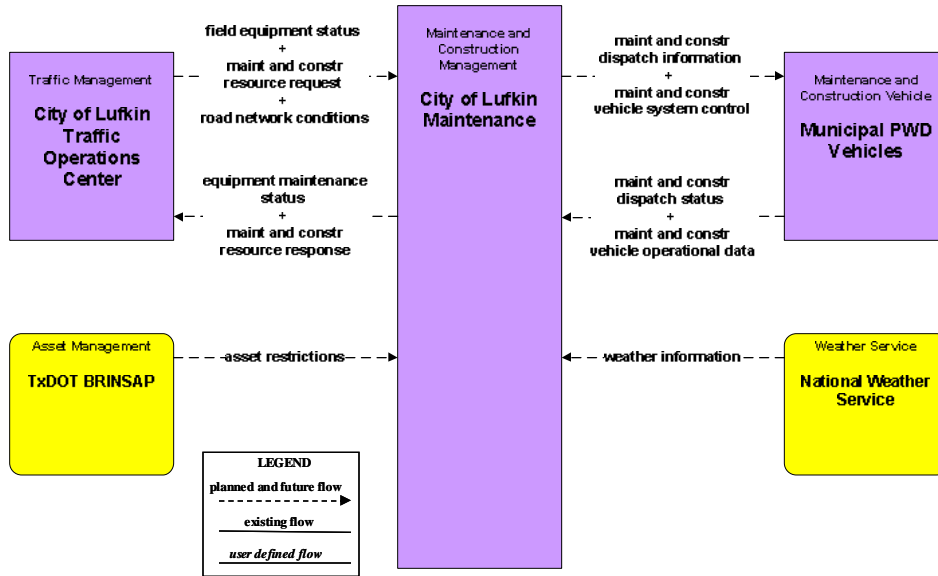 Traffic Management
City of Lufkin
Traffic
Operations
Center
field equipment status
+
maint and constr
resource request
+
road network conditions
equipment maintenance
status
+
maint and constr
resource response
Maintenance and
Construction
Management
City of Lufkin
Maintenance
maint and constr
dispatch information
+
maint and constr
vehicle system control
maint and constr
dispatch status
+
maint and constr
vehicle operational data
Maintenance and
Construction Vehicle
Municipal PWD
Vehicles
Asset Management
TxDOT BRINSAP
asset restrictions
weather information
Weather Service
National Weather
Service
LEGEND
planned and future flow
existing flow
user defined flow